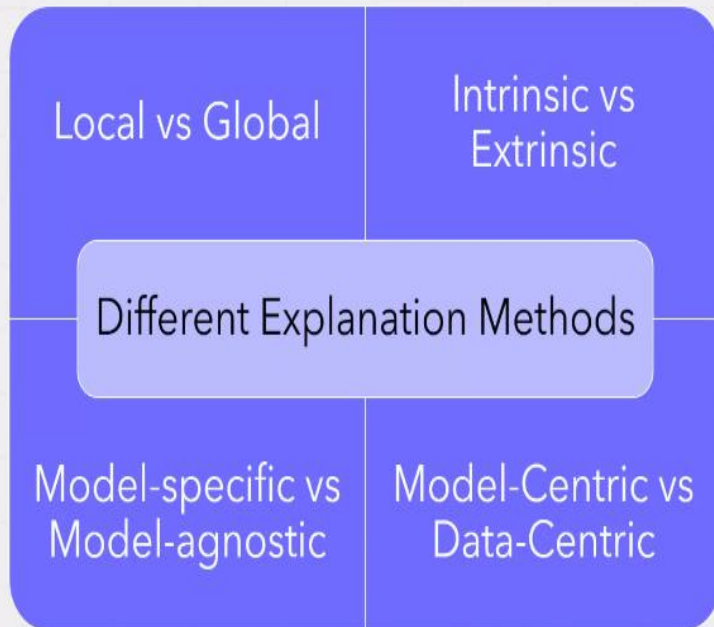 Local vs Global
Intrinsic vs
Extrinsic
Different Explanation Methods
Model-specific vs
Model-agnostic
Model-Centric vs
Data-Centric